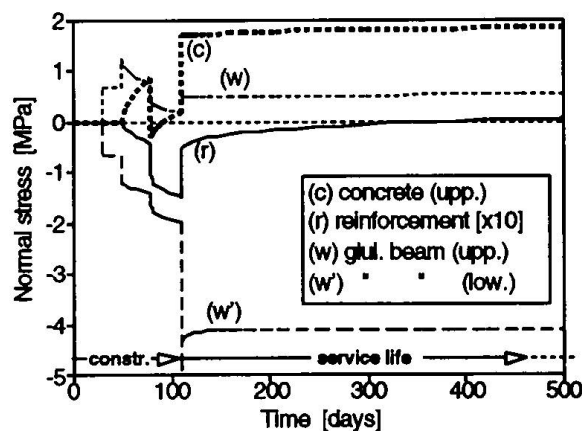 Normal stress [MPa]
2
1
0
-1
-2
-3
-4
-5
(c)
(w)
(r)
(w')
(c) concrete (upp.)
(r) reinforcement [x10]
(w) glul. beam (upp.)
(w') " " (low.)
constr.
service life
0 100 200 300 400 500
Time [days]